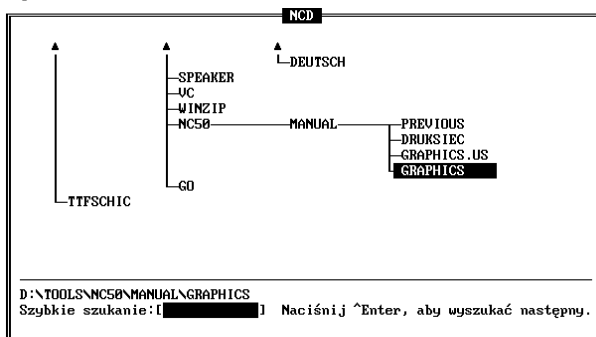 NCD
DEUTSCH
SPEAKER
VC
WINZIP
NC50 MANUAL PREVIOUS
DRUKSIEC
GRAPHICS.US
GRAPHICS
GO
TTFSCHIC
D:\TOOLS\NC50\MANUAL\GRAPHICS
Szybkie szukanie:[ ] Naciśnij ^Enter, aby wyszukać następny.